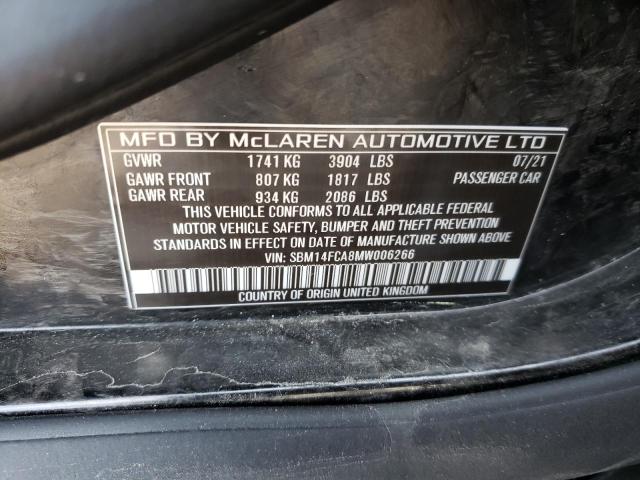 MFD BY McLAREN AUTOMOTIVE LTD
GVWR 1741 KG 3904 LBS 07/21
GAWR FRONT 807 KG 1817 LBS PASSENGER CAR
GAWR REAR 934 KG 2086 LBS
THIS VEHICLE CONFORMS TO ALL APPLICABLE FEDERAL
MOTOR VEHICLE SAFETY, BUMPER AND THEFT PREVENTION
STANDARDS IN EFFECT ON DATE OF MANUFACTURE SHOWN ABOVE
VIN: SBM14FCA8MW006266
COUNTRY OF ORIGIN UNITED KINGDOM